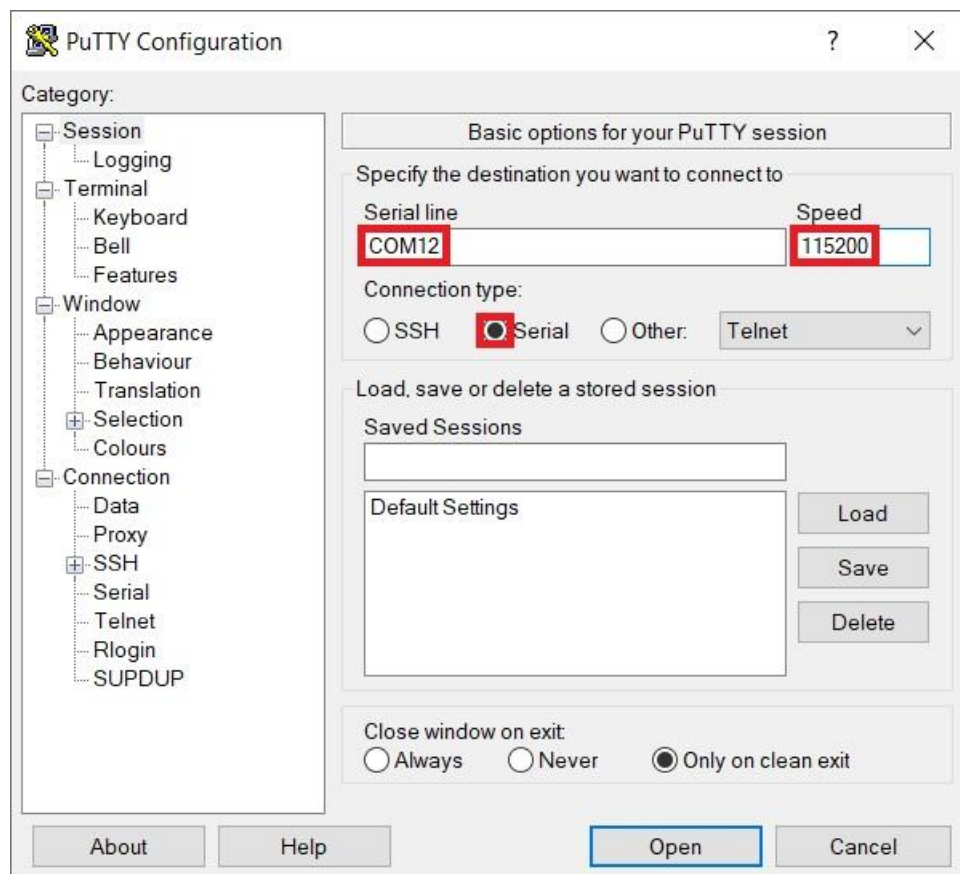 PuTTY Configuration
?
Category:
Session
Logging
Terminal
Keyboard
Bell
Features
Window
Appearance
Behaviour
Translation
Selection
Colours
Connection
Data
Proxy
SSH
Serial
Telnet
Rlogin
SUPDUP
Basic options for your PuTTY session
Specify the destination you want to connect to
Serial line Speed
COM12 115200
Connection type:
SSH Serial Other: Telnet
Load, save or delete a stored session
Saved Sessions
Default Settings
Load
Save
Delete
Close window on exit:
Always Never Only on clean exit
About Help Open Cancel